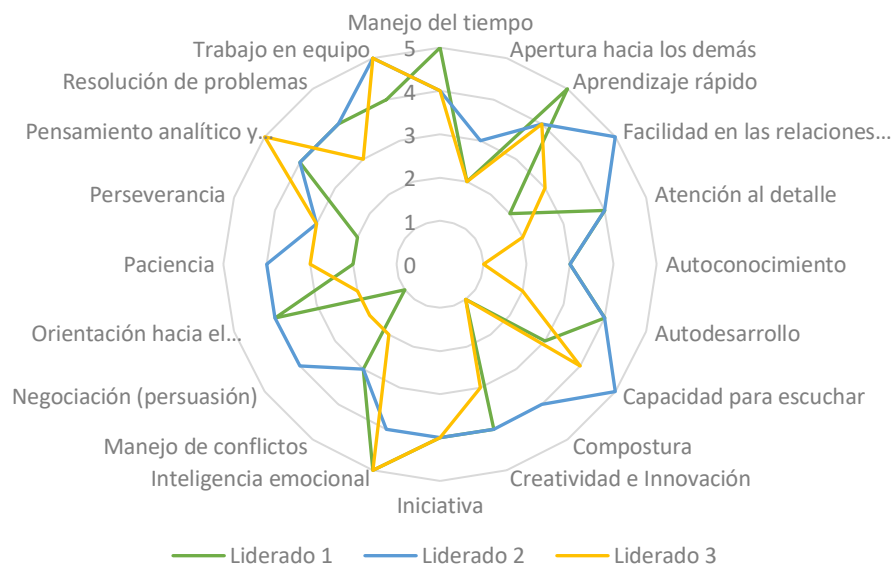 Manejo del tiempo
Apertura hacia los demás
Aprendizaje rápido
Facilidad en las relaciones...
Atención al detalle
Autoconocimiento
Autodesarrollo
Capacidad para escuchar
Compostura
Creatividad e Innovación
Iniciativa
Inteligencia emocional
Manejo de conflictos
Negociación (persuasión)
Orientación hacia el...
Paciencia
Perseverancia
Pensamiento analítico y...
Resolución de problemas
Trabajo en equipo
5
4
3
2
1
0
Liderado 1
Liderado 2
Liderado 3